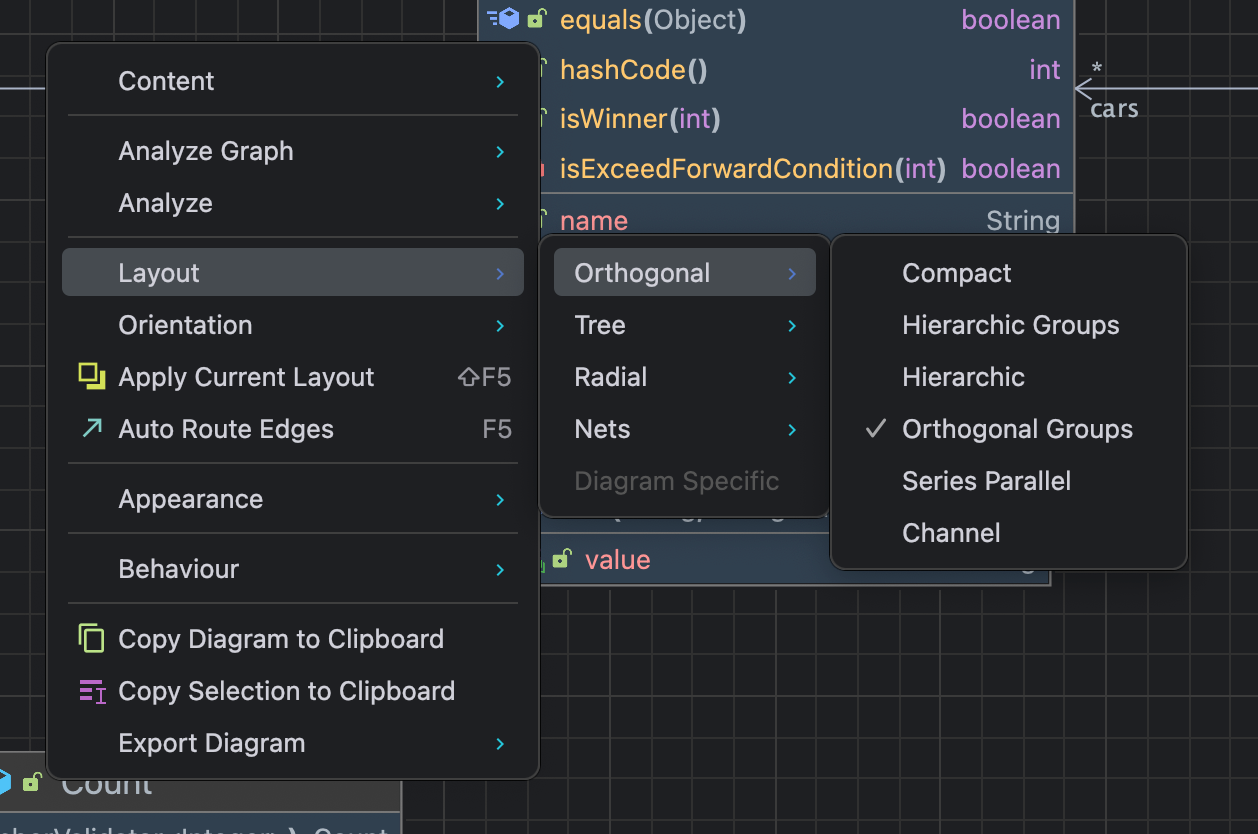 equals(Object) boolean
hashCode() int
isWinner(int) boolean
isExceedForwardCondition(int) boolean
name String
*
cars
Content
Analyze Graph
Analyze
Layout
Orientation
Apply Current Layout ⇧F5
Auto Route Edges F5
Appearance
Behaviour
Copy Diagram to Clipboard
Copy Selection to Clipboard
Export Diagram
Orthogonal
Tree
Radial
Nets
Diagram Specific
Compact
Hierarchic Groups
Hierarchic
Orthogonal Groups
Series Parallel
Channel
value
Count
Count